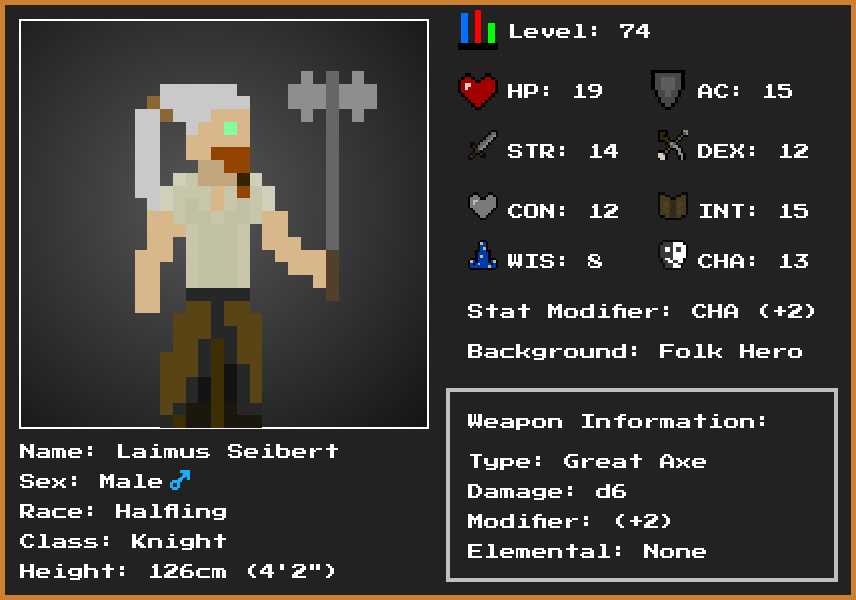 Level: 74
HP: 19
AC: 15
STR: 14
DEX: 12
CON: 12
INT: 15
WIS: 8
CHA: 13
Stat Modifier: CHA (+2)
Background: Folk Hero
Weapon Information:
Type: Great Axe
Damage: d6
Modifier: (+2)
Elemental: None
Name: Laimus Seibert
Sex: Male ♂
Race: Halfling
Class: Knight
Height: 126cm (4'2")